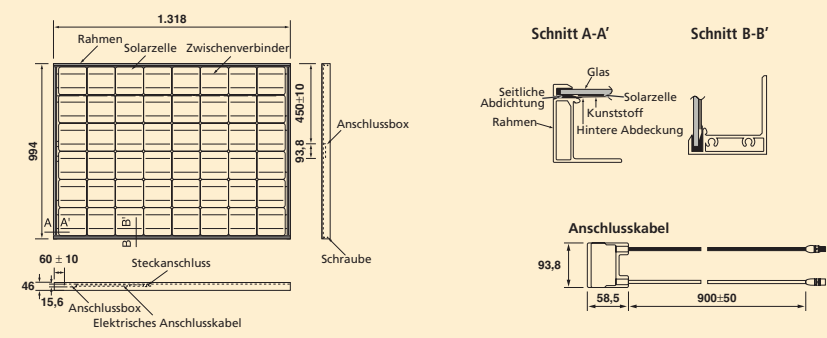 1.318
Rahmen
Solarzelle
Zwischenverbinder
994
450±10
93,8
Anschlussbox
A A'
B B'
Schraube
60 ± 10
Steckanschluss
46
15,6
Anschlussbox
Elektrisches Anschlusskabel
Schnitt A-A'
Schnitt B-B'
Glas
Seitliche
Abdichtung
Solarzelle
Kunststoff
Rahmen
Hintere Abdeckung
Anschlusskabel
93,8
58,5
900±50